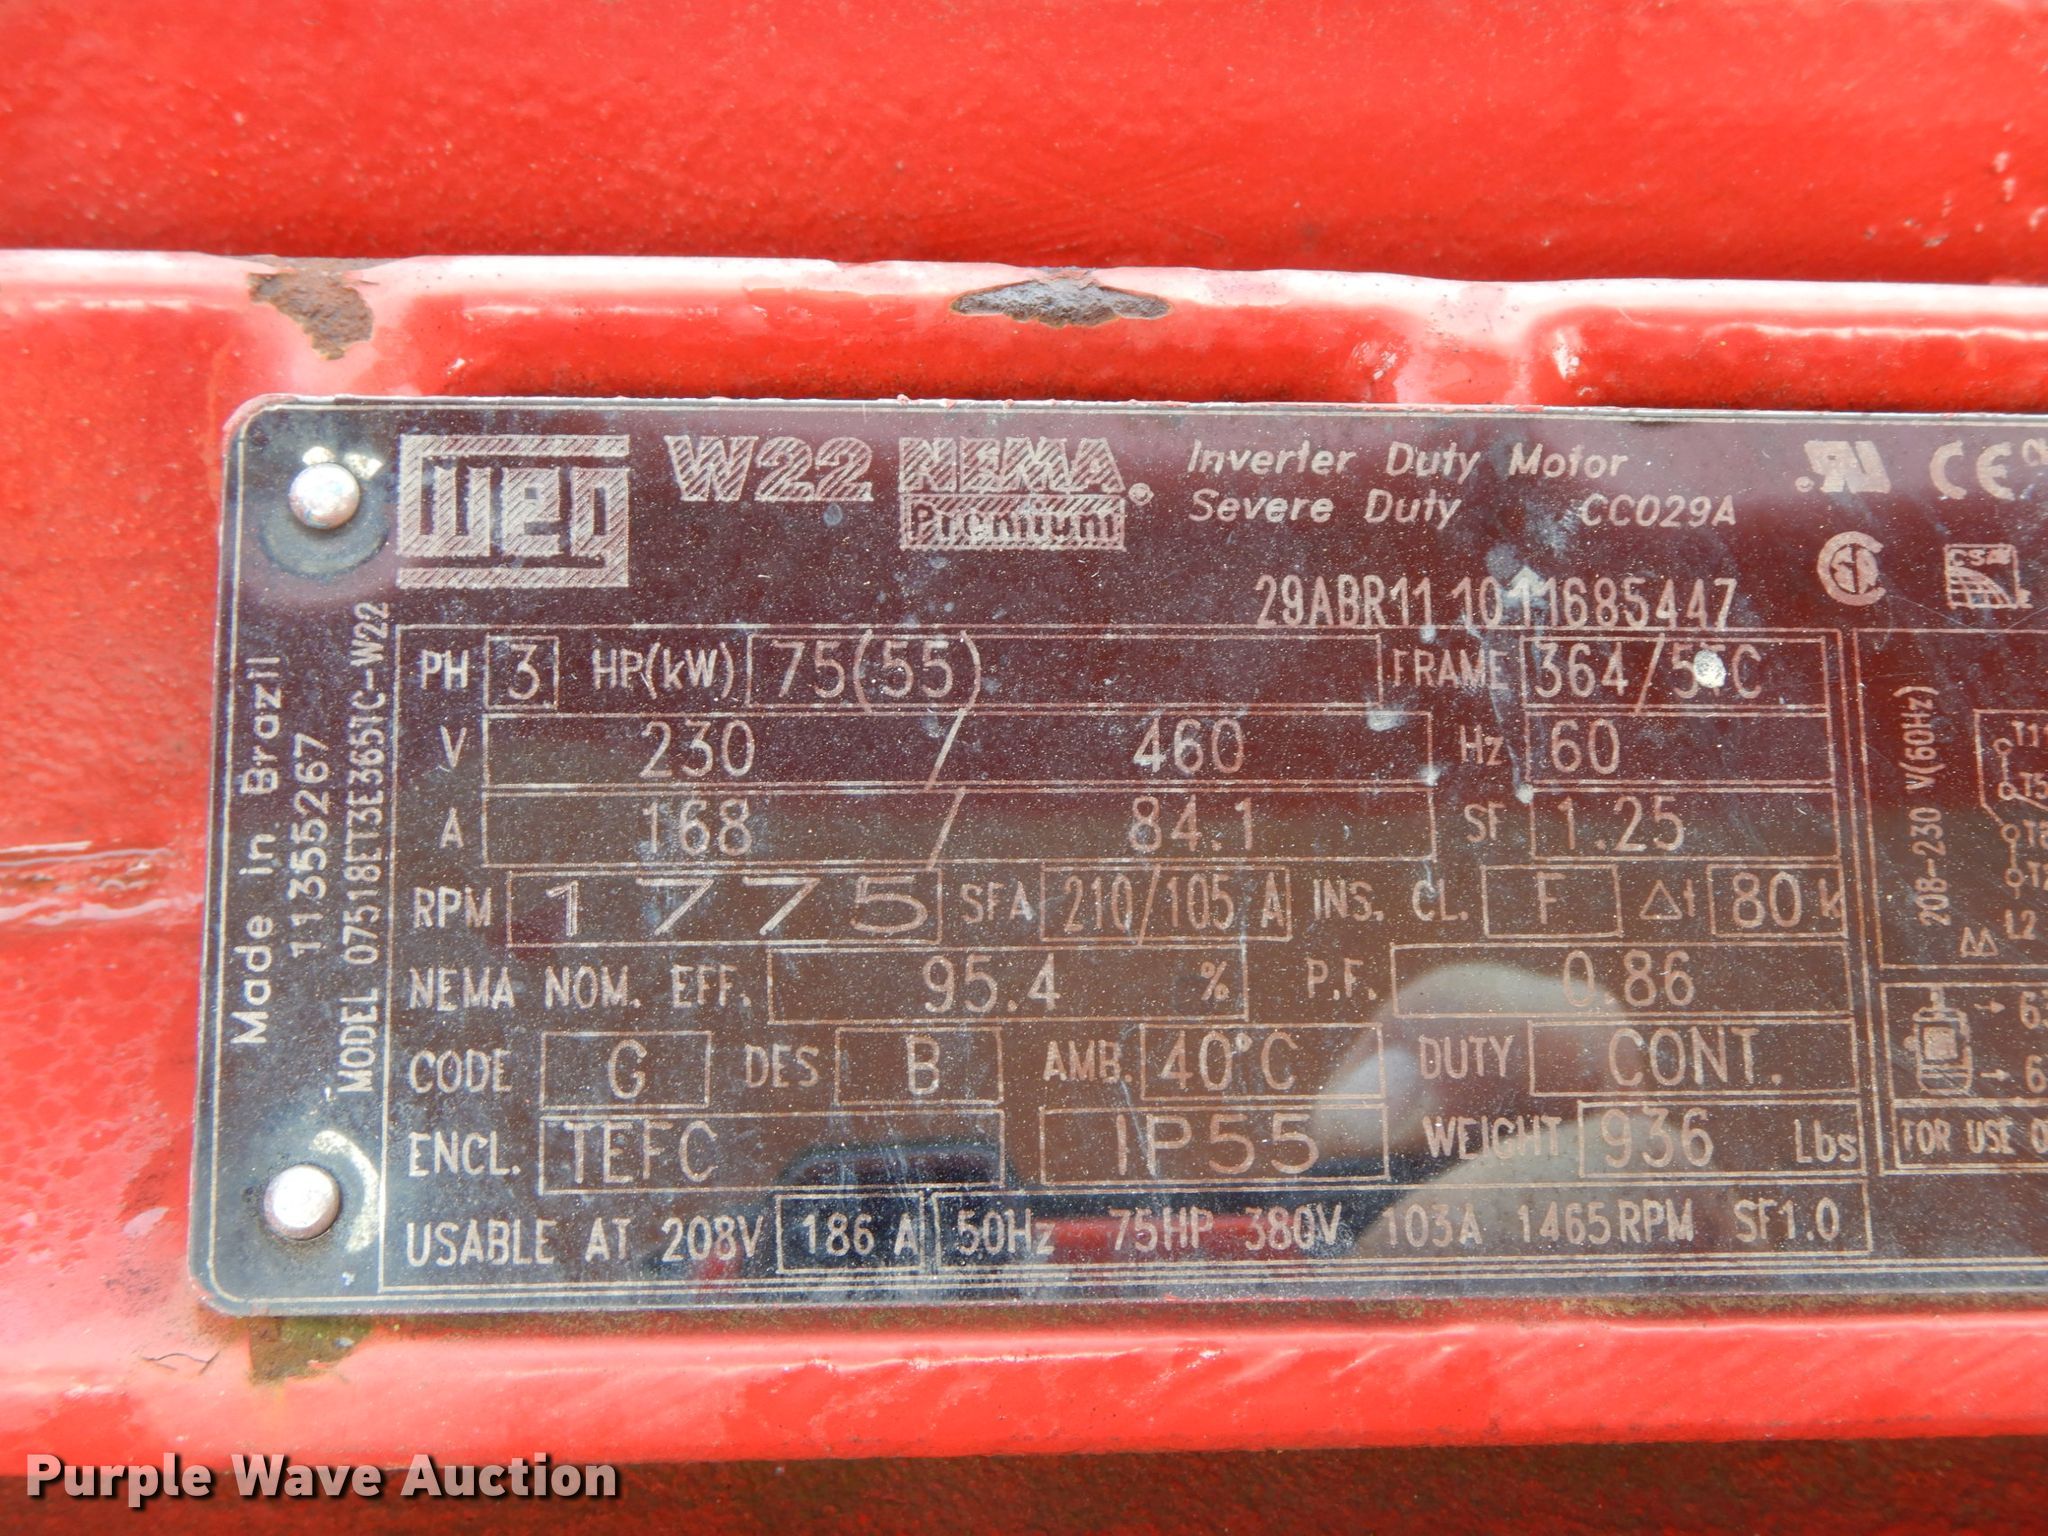 WEG W22 NEMA Premium Inverter Duty Motor
Severe Duty CC029A
CE
29ABR11 1011685447
Made in Brazil
11355267
MODEL 07518ET3E365TC-W22
PH 3 HP(kW) 75(55) FRAME 364/5TC
V 230 / 460 Hz 60
A 168 / 84.1 SF 1.25
RPM 1775 SFA 210/105 A INS. CL. F Δt 80 K
NEMA NOM. EFF. 95.4 % P.F. 0.86
CODE G DES B AMB. 40°C DUTY CONT.
ENCL. TEFC IP55 WEIGHT 936 Lbs
USABLE AT 208V 186 A 50Hz 75HP 380V 103A 1465RPM SF1.0
208-230 V(60Hz)
L2
FOR USE
Purple Wave Auction